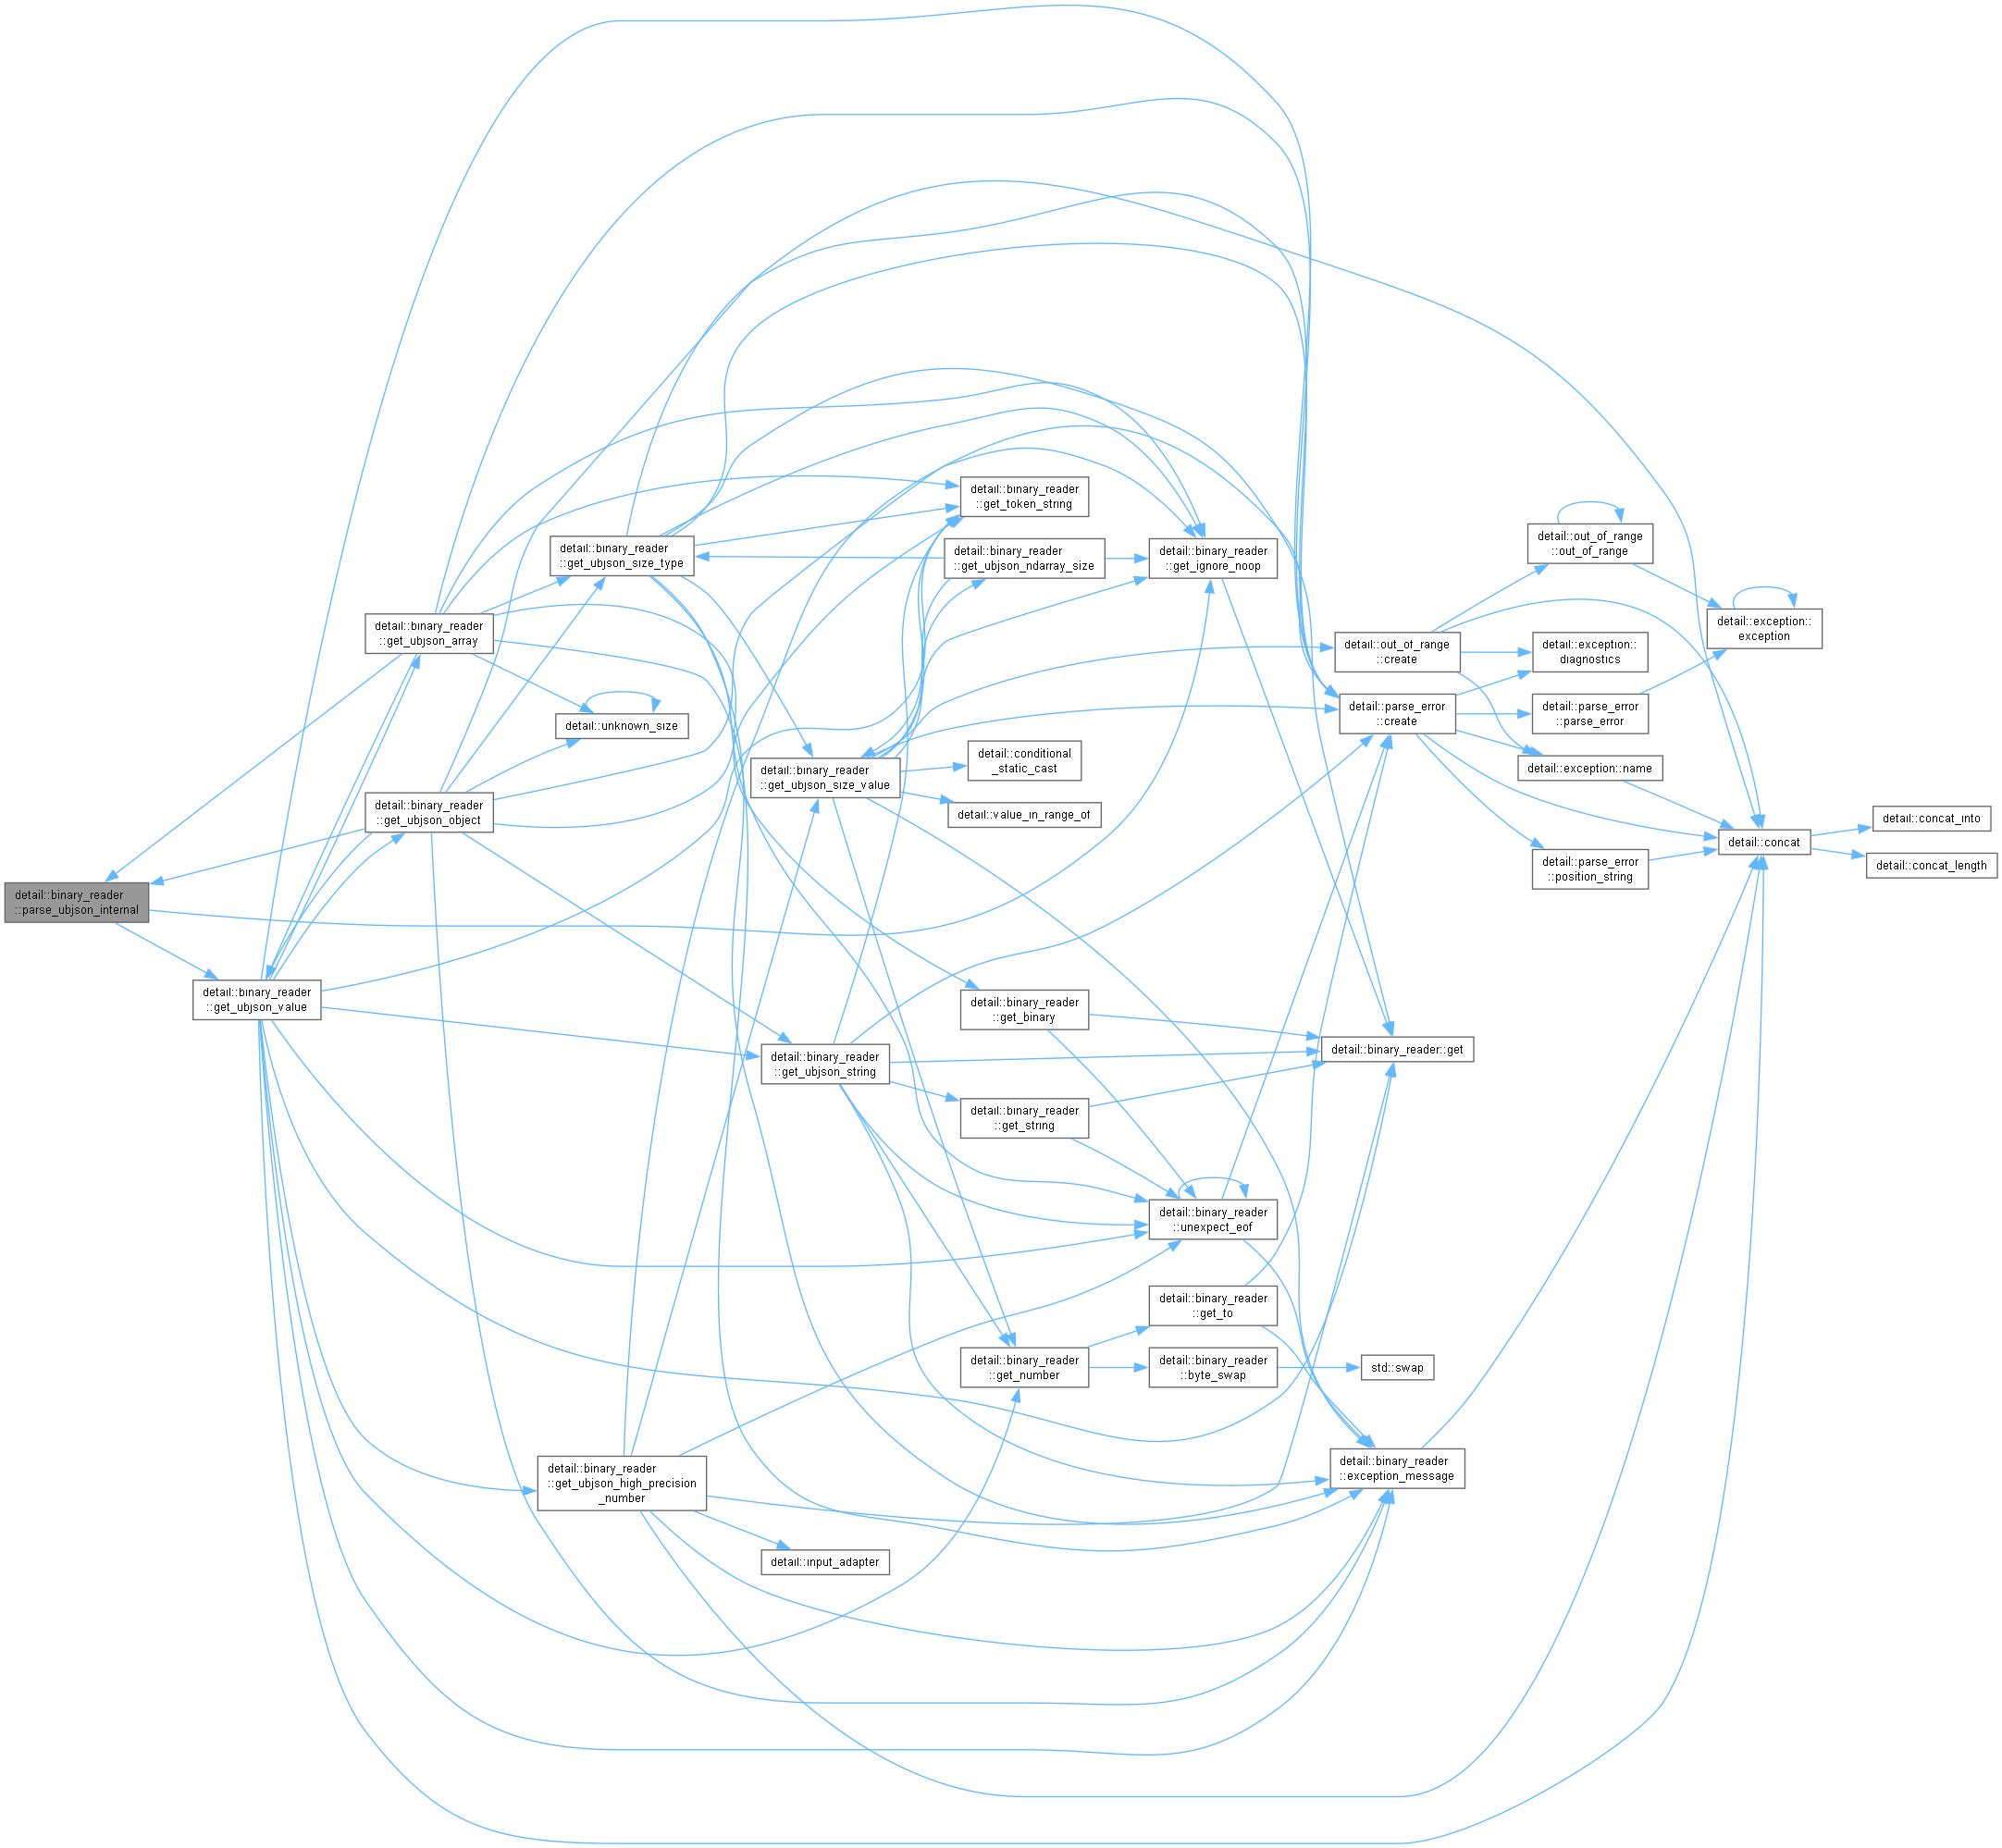 detail::binary_reader
::parse_ubjson_internal
detail::binary_reader
::get_ubjson_value
detail::binary_reader
::get_ubjson_array
detail::binary_reader
::get_ubjson_object
detail::binary_reader
::get_ubjson_size_type
detail::unknown_size
detail::binary_reader
::get_ubjson_high_precision
_number
detail::binary_reader
::get_ubjson_size_value
detail::binary_reader
::get_ubjson_string
detail::input_adapter
detail::binary_reader
::get_token_string
detail::binary_reader
::get_ubjson_ndarray_size
detail::conditional
_static_cast
detail::value_in_range_of
detail::binary_reader
::get_binary
detail::binary_reader
::get_string
detail::binary_reader
::get_number
detail::binary_reader
::get_ignore_noop
detail::binary_reader
::unexpect_eof
detail::binary_reader
::get_to
detail::binary_reader
::byte_swap
detail::out_of_range
::create
detail::parse_error
::create
detail::binary_reader::get
std::swap
detail::binary_reader
::exception_message
detail::out_of_range
::out_of_range
detail::exception::
diagnostics
detail::parse_error
::parse_error
detail::exception::name
detail::parse_error
::position_string
detail::exception::
exception
detail::concat
detail::concat_into
detail::concat_length